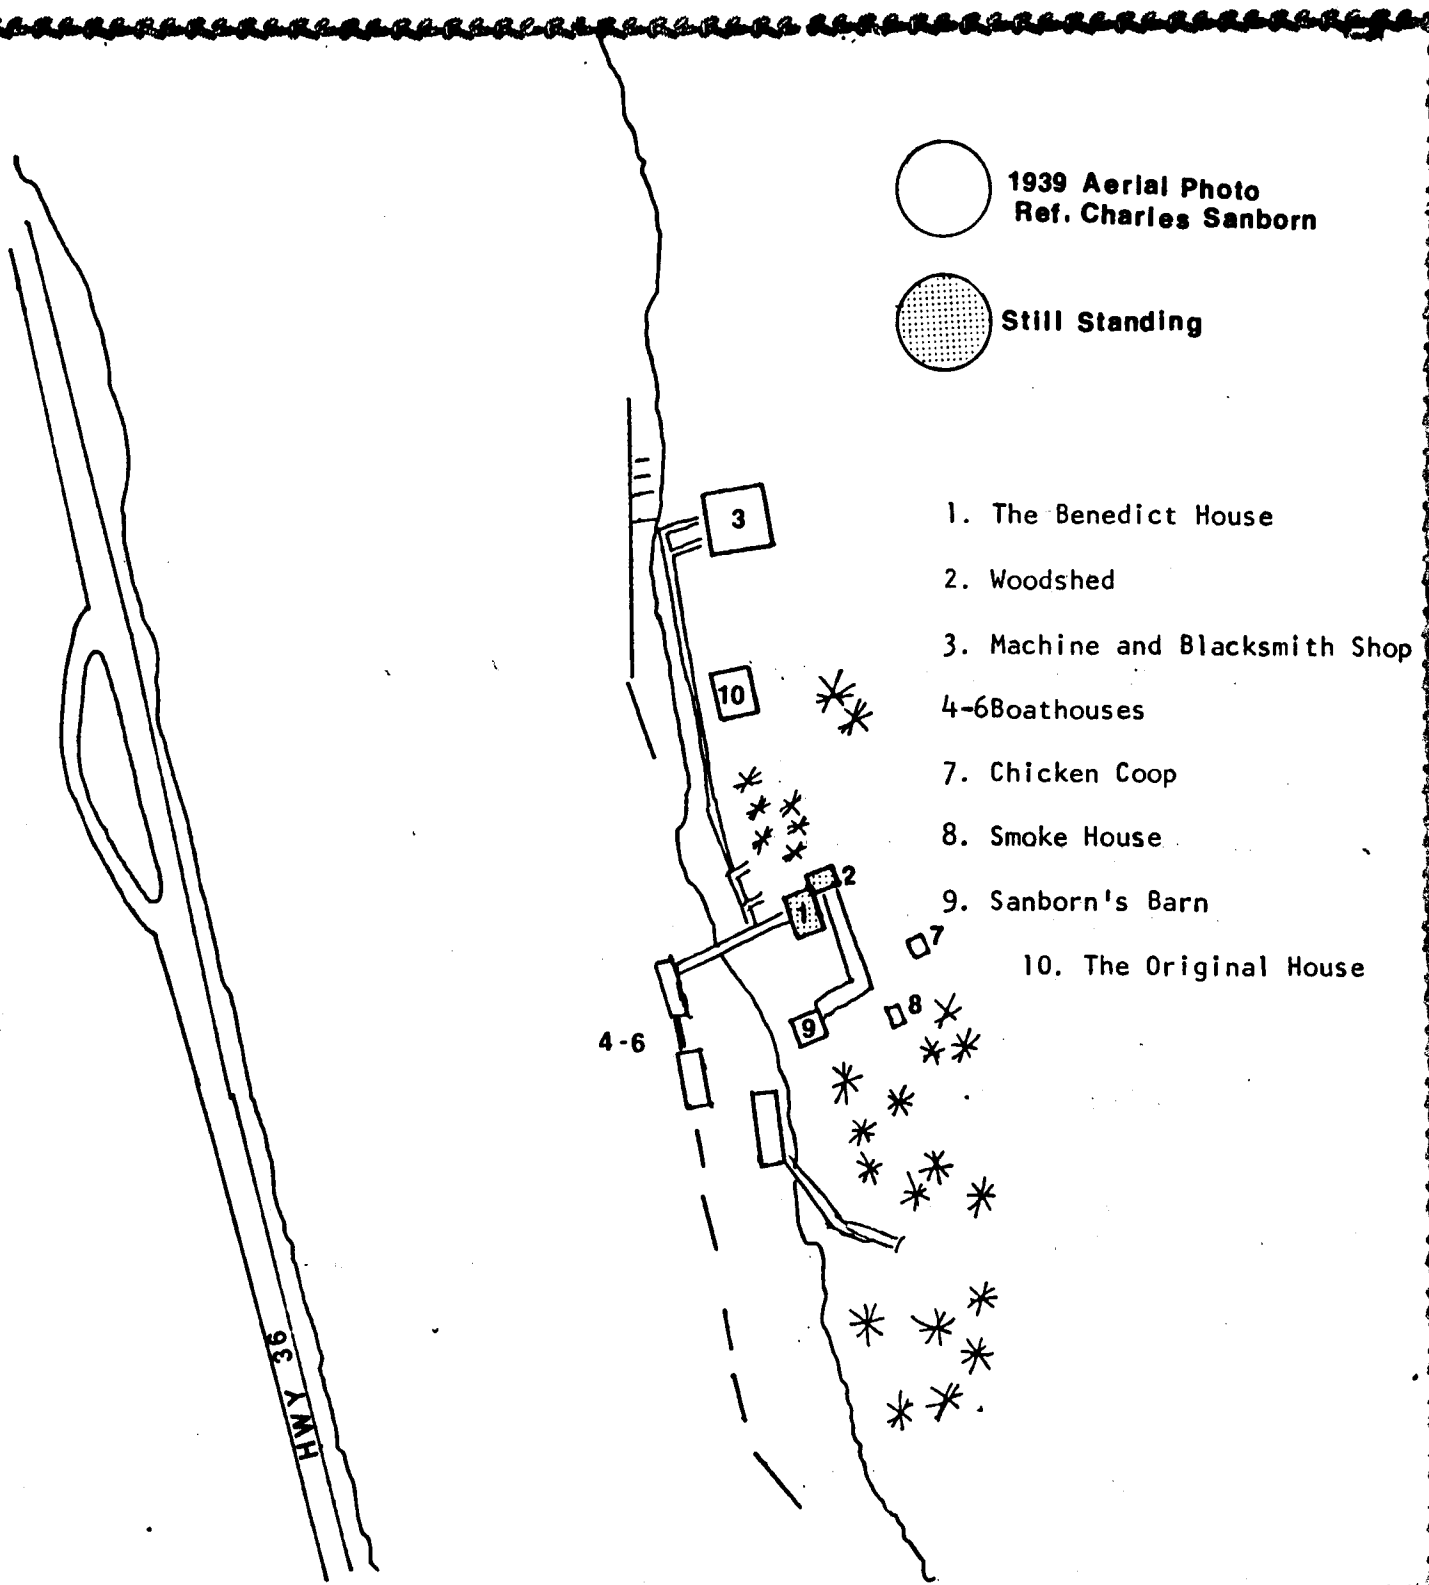 1939 Aerial Photo
Ref. Charles Sanborn
Still Standing
1. The Benedict House
2. Woodshed
3. Machine and Blacksmith Shop
4-6Boathouses
7. Chicken Coop
8. Smoke House
9. Sanborn's Barn
10. The Original House
3
10
2
1
7
8
9
4-6
HWY 36